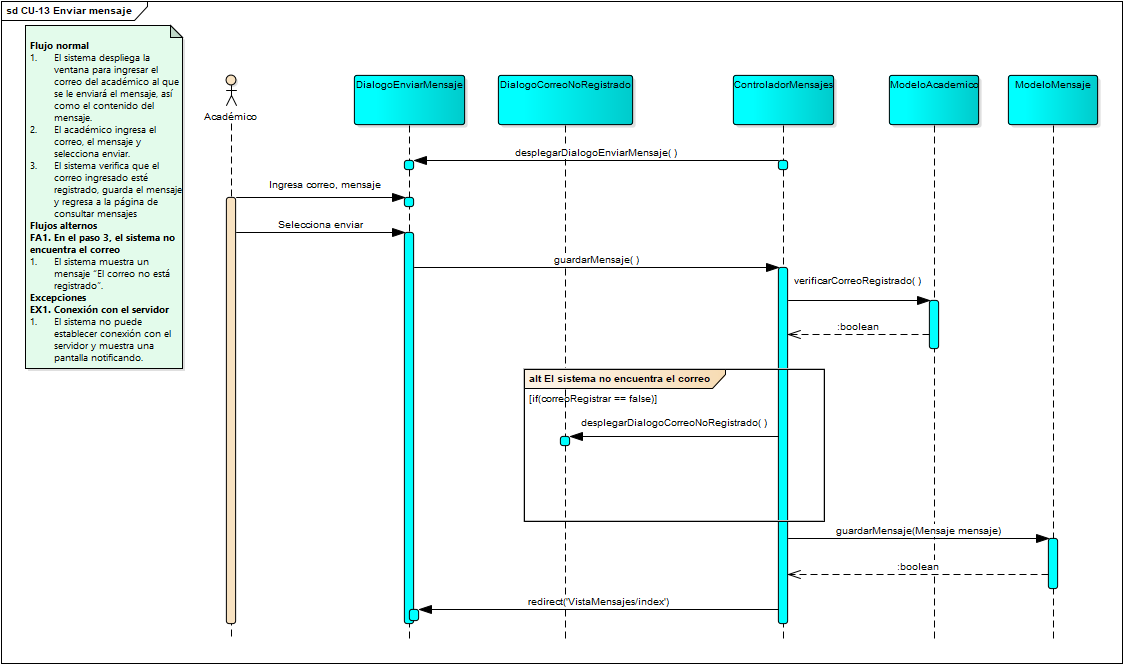 sd CU-13 Enviar mensaje
Flujo normal
1. El sistema despliega la
ventana para ingresar el
correo del académico al que
se le enviará el mensaje, así
como el contenido del
mensaje.
2. El académico ingresa el
correo, el mensaje y
selecciona enviar.
3. El sistema verifica que el
correo ingresado esté
registrado, guarda el mensaje
y regresa a la página de
consultar mensajes
Flujos alternos
FA1. En el paso 3, el sistema no
encuentra el correo
1. El sistema muestra un
mensaje “El correo no está
registrado”.
Excepciones
EX1. Conexión con el servidor
1. El sistema no puede
establecer conexión con el
servidor y muestra una
pantalla notificando.
Académico
DialogoEnviarMensaje
DialogoCorreoNoRegistrado
ControladorMensajes
ModeloAcademico
ModeloMensaje
desplegarDialogoEnviarMensaje( )
Ingresa correo, mensaje
Selecciona enviar
guardarMensaje( )
verificarCorreoRegistrado( )
:boolean
alt El sistema no encuentra el correo
[if(correoRegistrar == false)]
desplegarDialogoCorreoNoRegistrado( )
guardarMensaje(Mensaje mensaje)
:boolean
redirect('VistaMensajes/index')